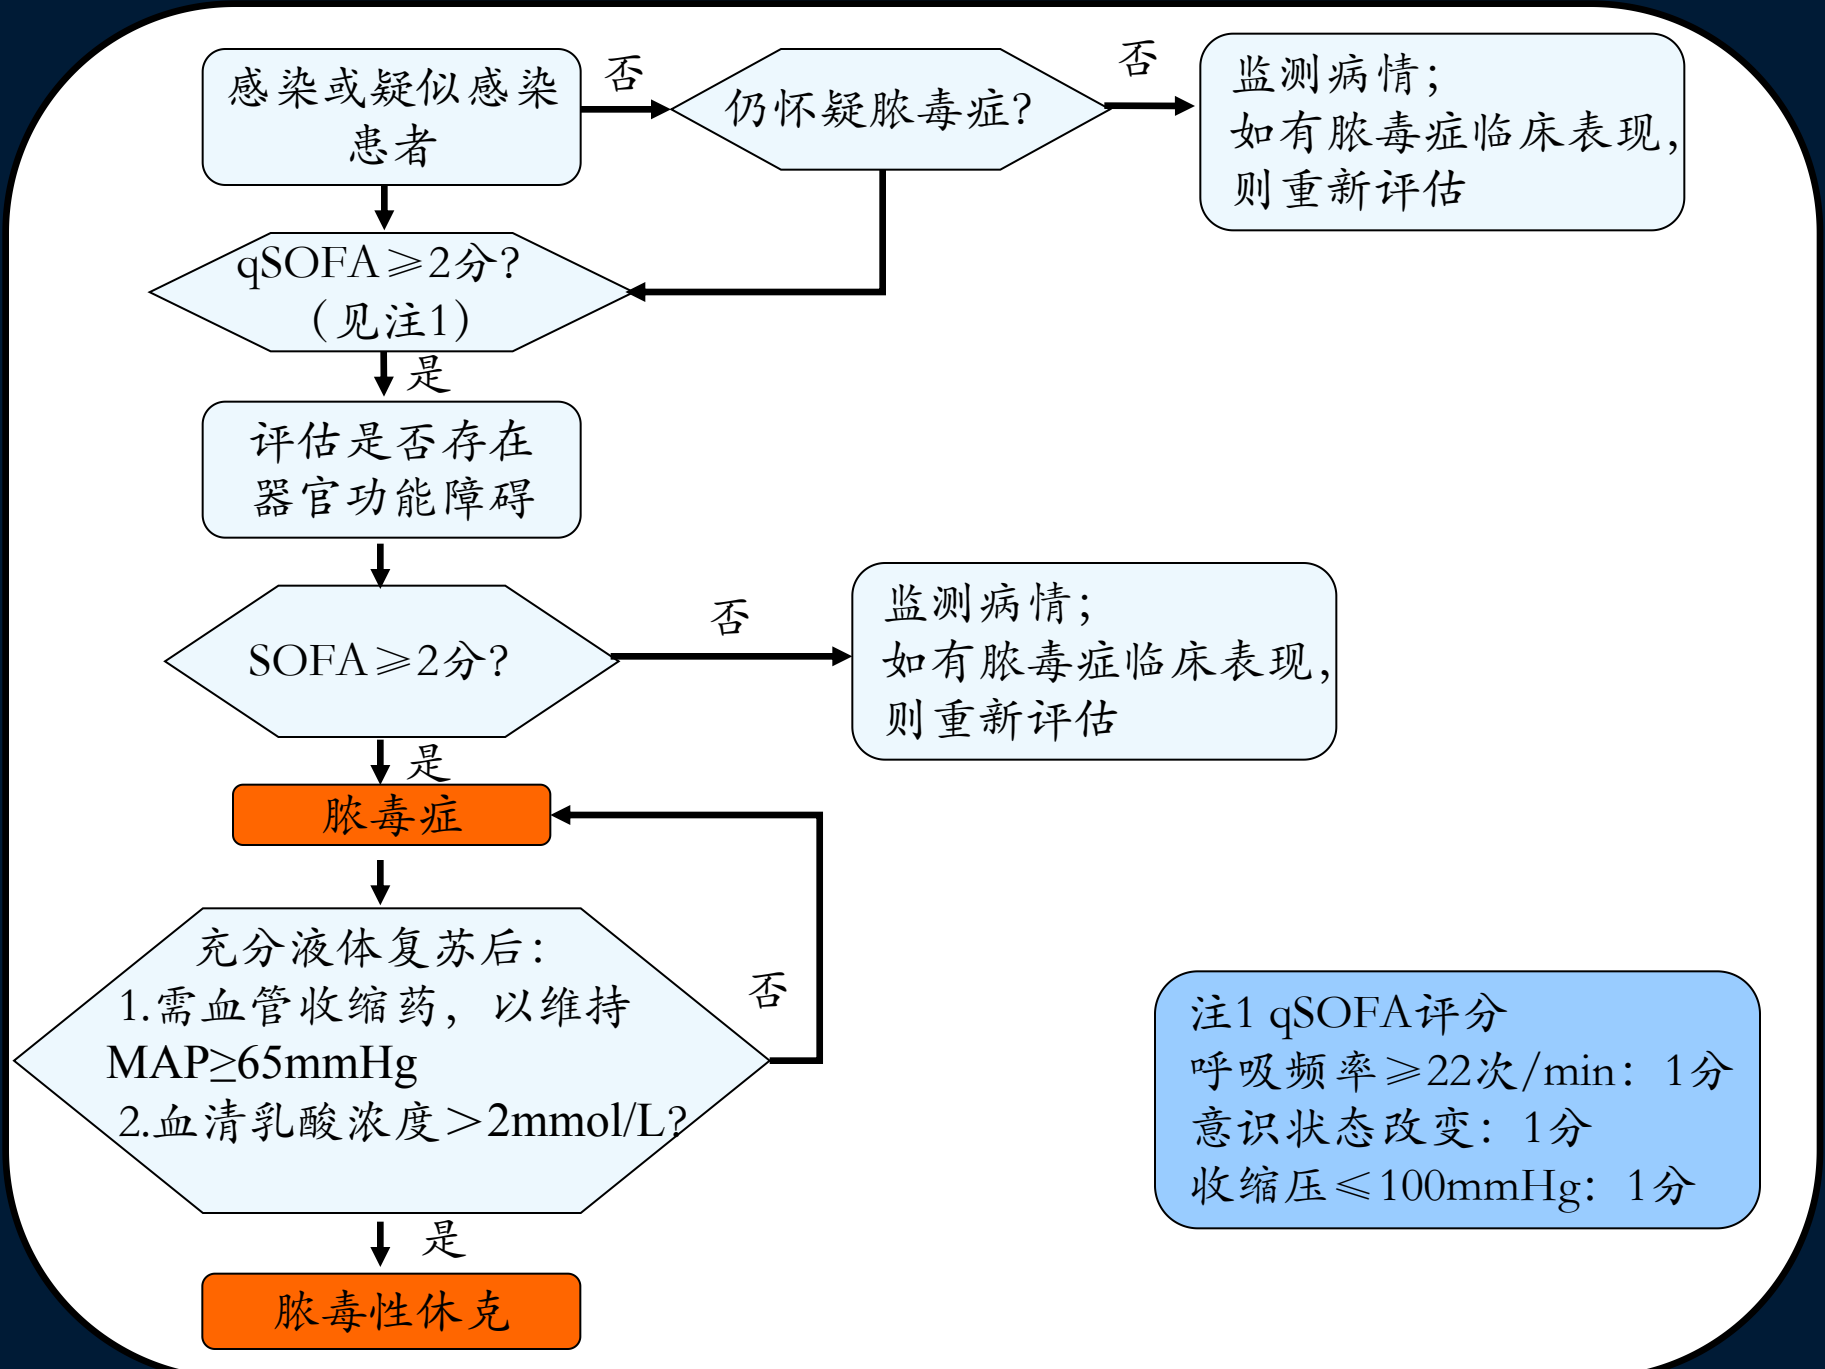 感染或疑似感染
患者
否
仍怀疑脓毒症?
否
监测病情;
如有脓毒症临床表现,
则重新评估
qSOFA≥2分?
(见注1)
是
评估是否存在
器官功能障碍
SOFA≥2分?
否
监测病情;
如有脓毒症临床表现,
则重新评估
是
脓毒症
充分液体复苏后:
1.需血管收缩药, 以维持
MAP≥65mmHg
2.血清乳酸浓度>2mmol/L?
否
是
脓毒性休克
注1 qSOFA评分
呼吸频率≥22次/min: 1分
意识状态改变: 1分
收缩压≤100mmHg: 1分